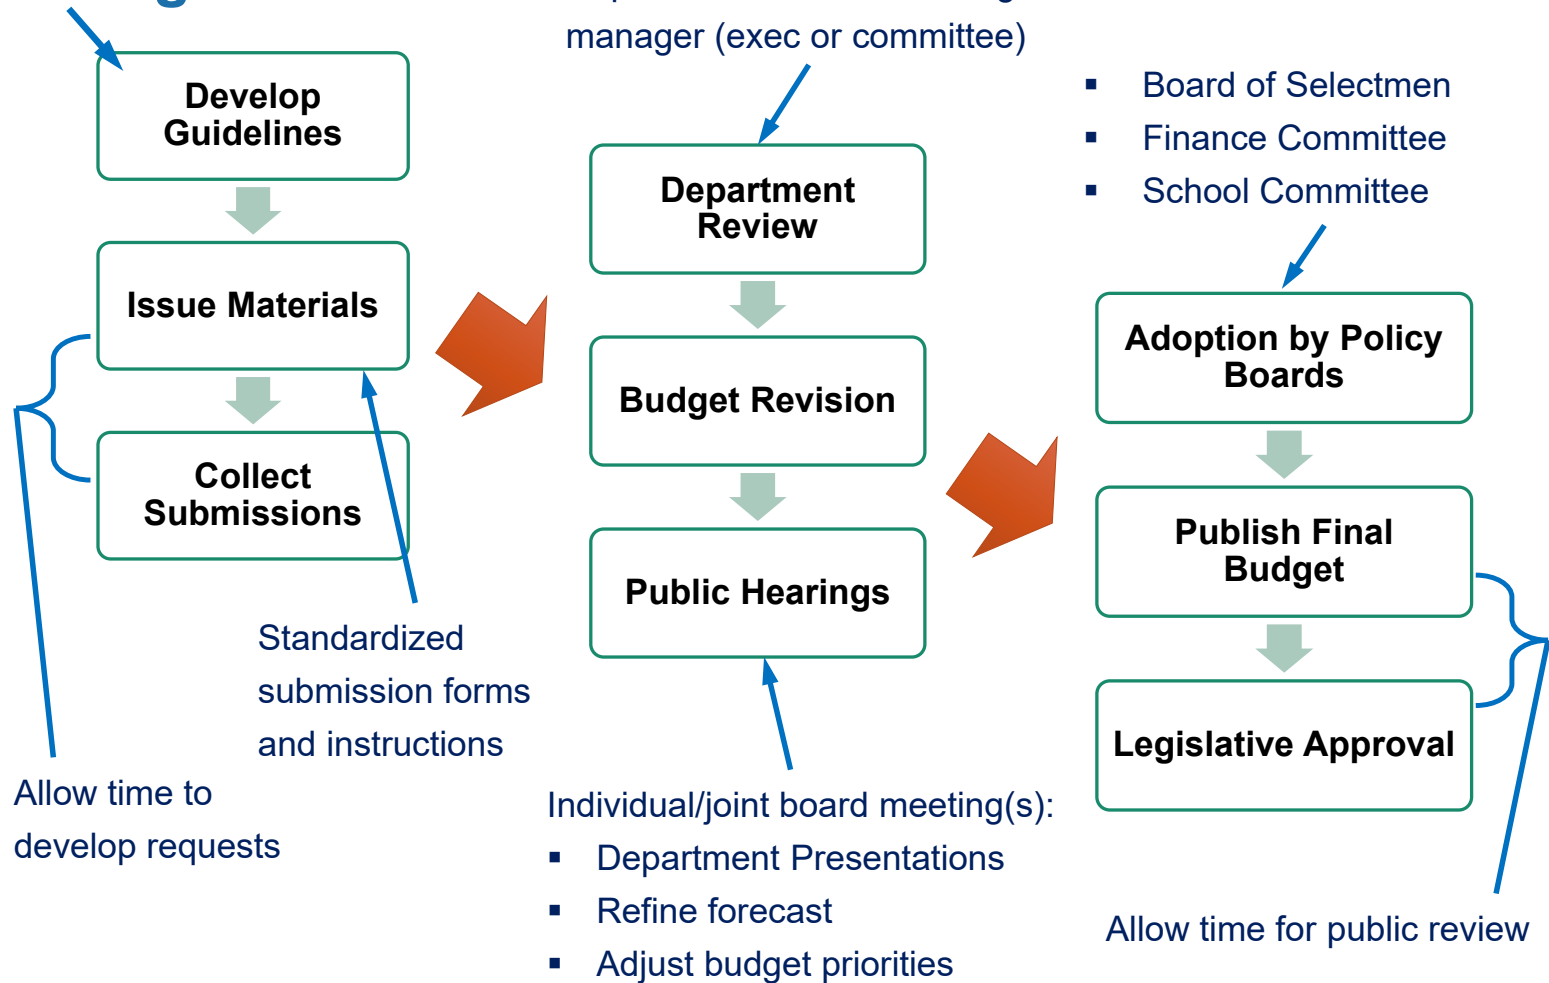 manager (exec or committee)
Develop
Guidelines
Issue Materials
Collect
Submissions
Standardized
submission forms
and instructions
Allow time to
develop requests
Department
Review
Budget Revision
Public Hearings
Individual/joint board meeting(s):
▪ Department Presentations
▪ Refine forecast
▪ Adjust budget priorities
▪ Board of Selectmen
▪ Finance Committee
▪ School Committee
Adoption by Policy
Boards
Publish Final
Budget
Legislative Approval
Allow time for public review